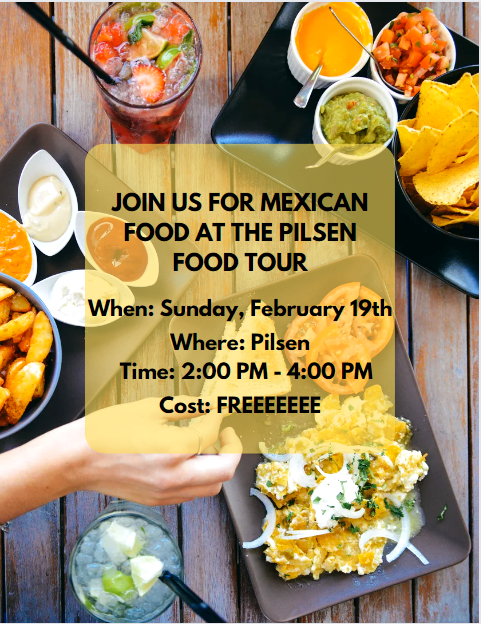 JOIN US FOR MEXICAN
FOOD AT THE PILSEN
FOOD TOUR
When: Sunday, February 19th
Where: Pilsen
Time: 2:00 PM - 4:00 PM
Cost: FREEEEEEE